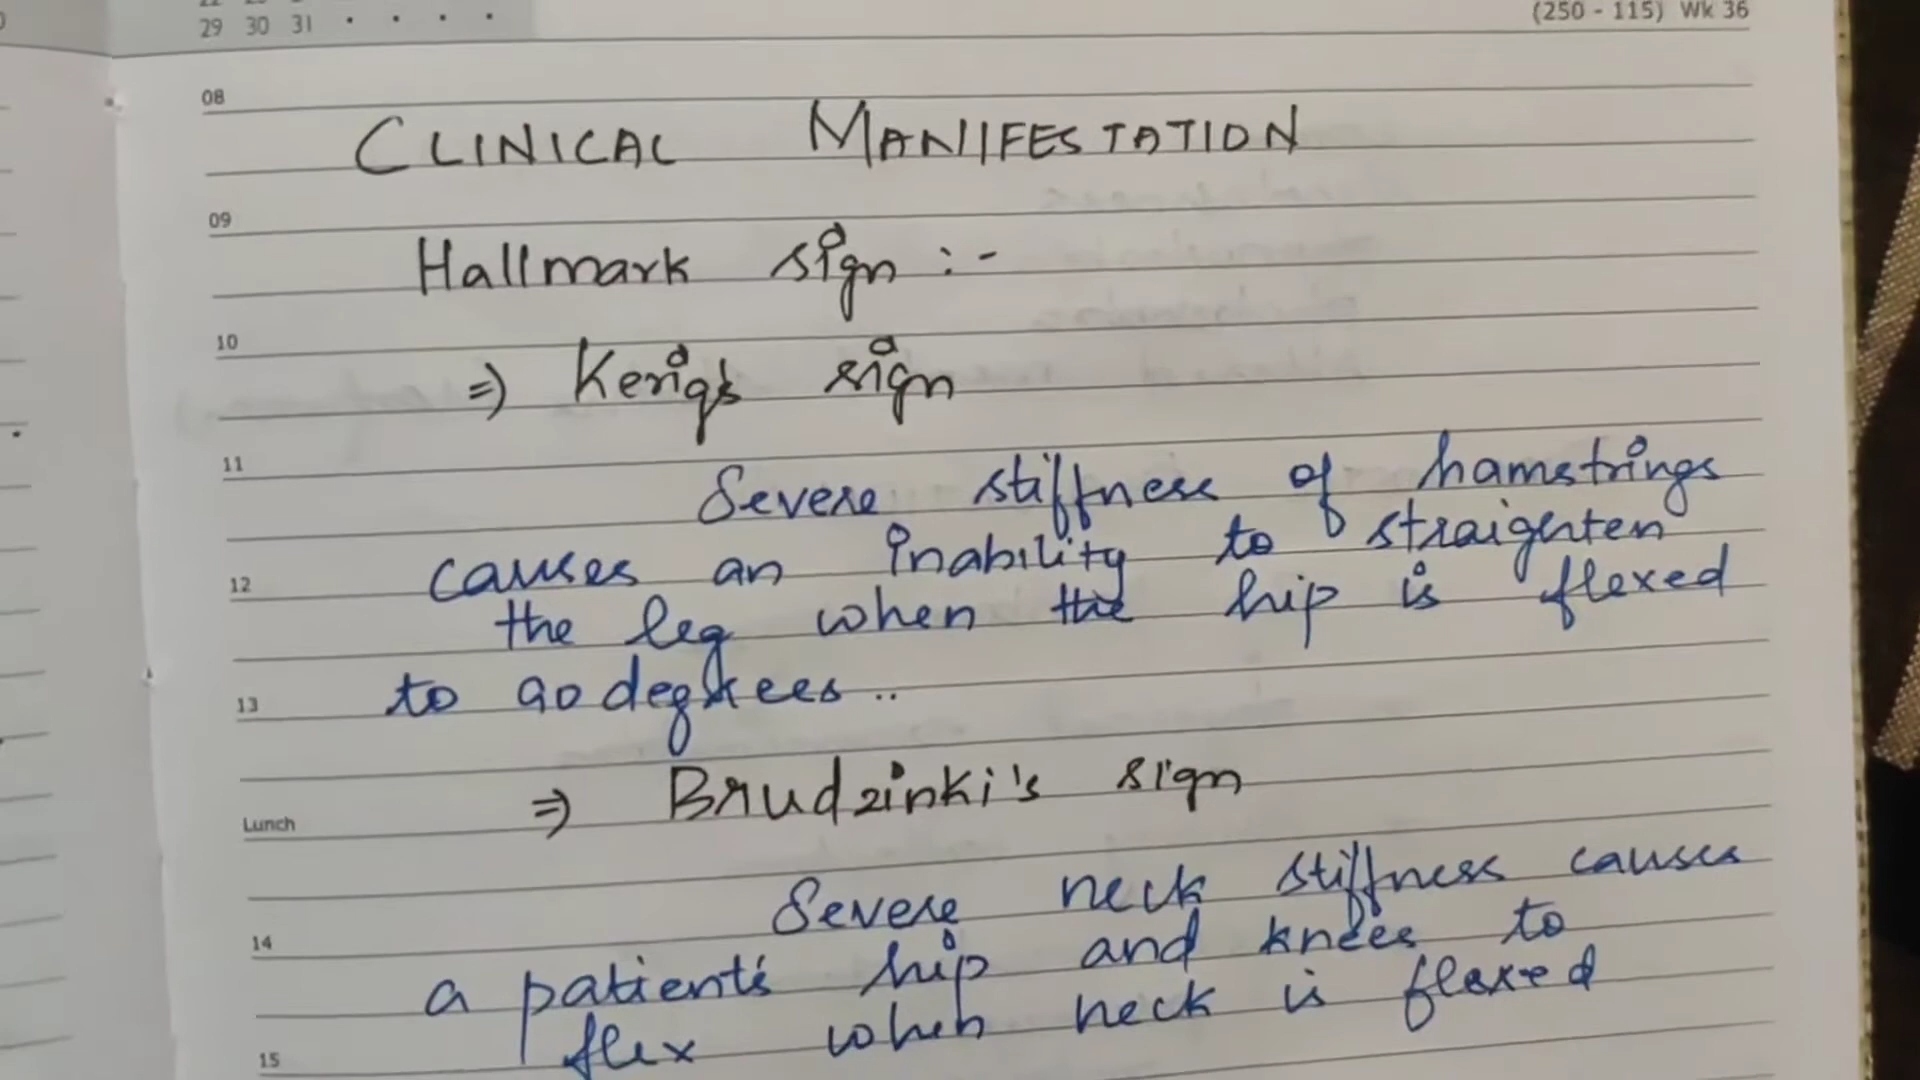 29 30 31
(250 - 115) Wk 36
08
CLINICAL MANIFESTATION
09
Hallmark sign :-
10
=> Kerig's sign
11
Severe stiffness of hamstrings
causes an inability to straighten
12
the leg when the hip is flexed
13
to 90 degrees ..
=> Brudzinki's sign
Lunch
Severe neck stiffness causes
14
a patient's hip and knees to
flex when neck is flexed
15